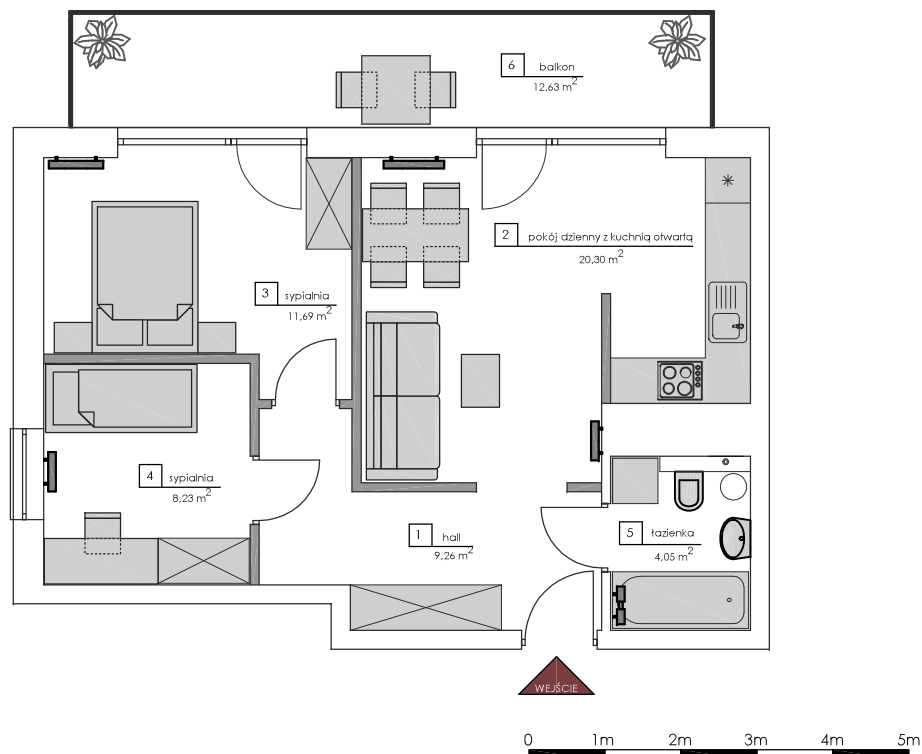 6 balkon
12,63 m²
2 pokój dzienny z kuchnią otwartą
20,30 m²
3 sypialnia
11,69 m²
4 sypialnia
8,23 m²
1 hall
9,26 m²
5 łazienka
4,05 m²
WEJŚCIE
0 1m 2m 3m 4m 5m